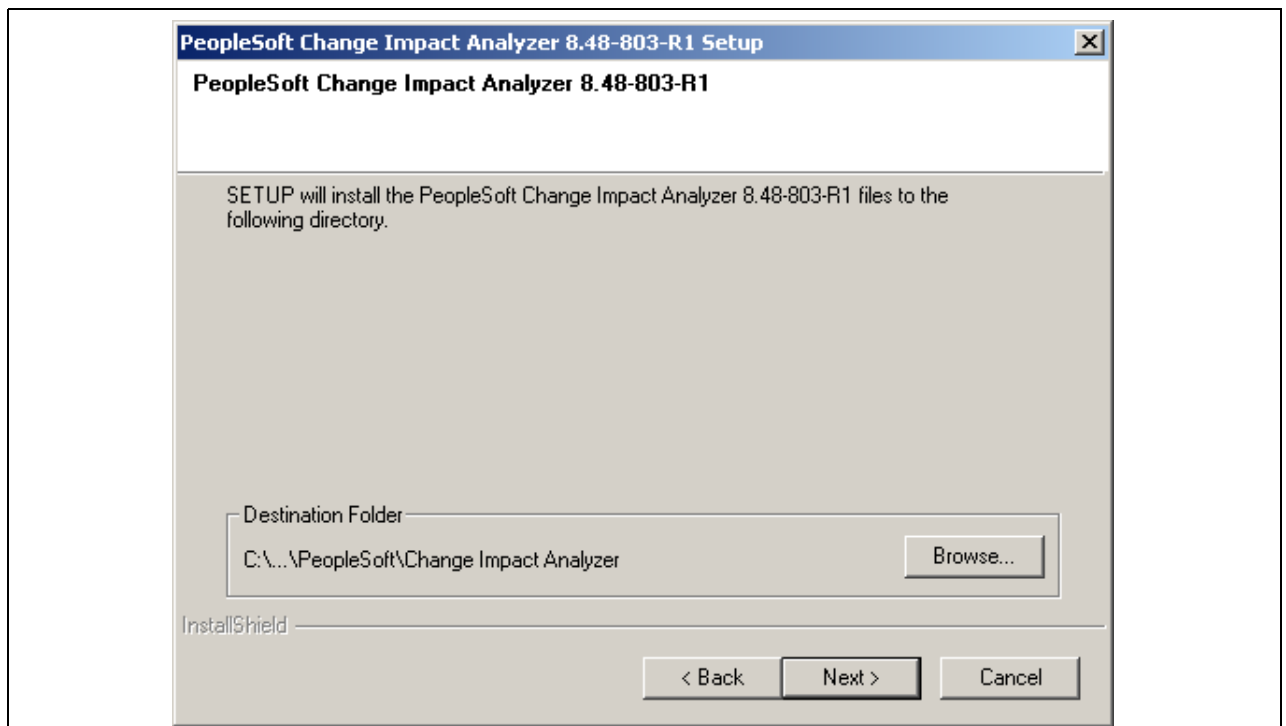 PeopleSoft Change Impact Analyzer 8.48-803-R1 Setup
PeopleSoft Change Impact Analyzer 8.48-803-R1
SETUP will install the PeopleSoft Change Impact Analyzer 8.48-803-R1 files to the
following directory.
Destination Folder
C:\...\PeopleSoft\Change Impact Analyzer
Browse...
InstallShield
< Back
Next >
Cancel